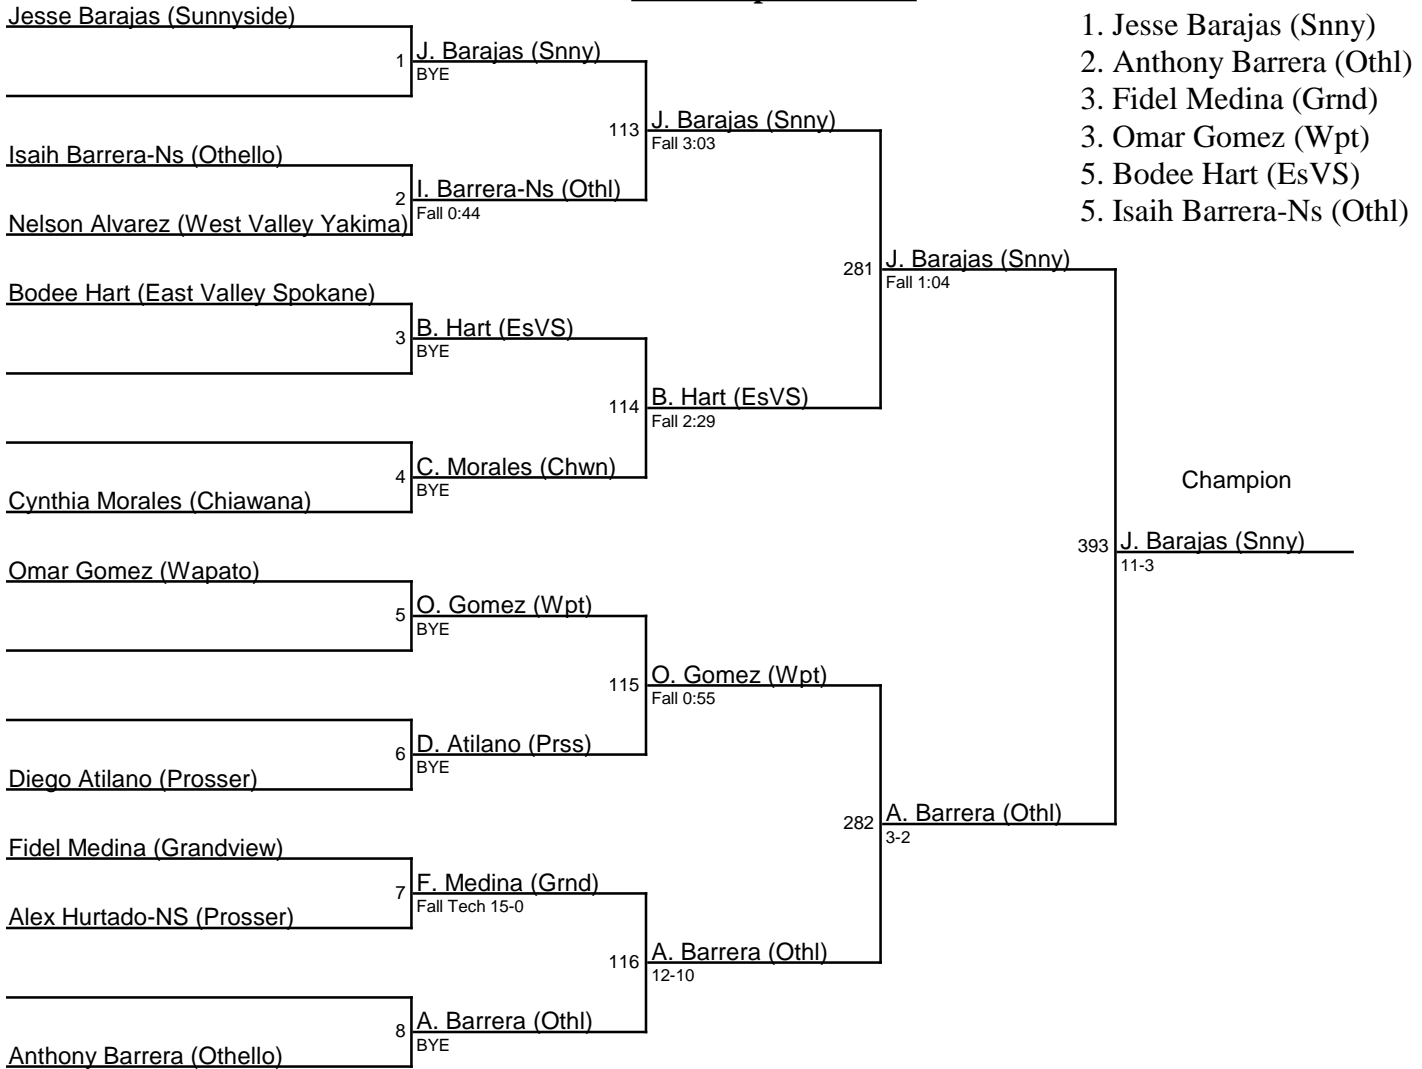 Jesse Barajas (Sunnyside)
1 J. Barajas (Snny)
BYE
Isaih Barrera-Ns (Othello)
2 I. Barrera-Ns (Othl)
Fall 0:44
Nelson Alvarez (West Valley Yakima)
113 J. Barajas (Snny)
Fall 3:03
Bodee Hart (East Valley Spokane)
3 B. Hart (EsVS)
BYE
4 C. Morales (Chwn)
BYE
Cynthia Morales (Chiawana)
114 B. Hart (EsVS)
Fall 2:29
281 J. Barajas (Snny)
Fall 1:04
Omar Gomez (Wapato)
5 O. Gomez (Wpt)
BYE
6 D. Atilano (Prss)
BYE
Diego Atilano (Prosser)
115 O. Gomez (Wpt)
Fall 0:55
Fidel Medina (Grandview)
7 F. Medina (Grnd)
Fall Tech 15-0
Alex Hurtado-NS (Prosser)
8 A. Barrera (Othl)
BYE
Anthony Barrera (Othello)
116 A. Barrera (Othl)
12-10
282 A. Barrera (Othl)
3-2
Champion
393 J. Barajas (Snny)
11-3
1. Jesse Barajas (Snny)
2. Anthony Barrera (Othl)
3. Fidel Medina (Grnd)
3. Omar Gomez (Wpt)
5. Bodee Hart (EsVS)
5. Isaih Barrera-Ns (Othl)